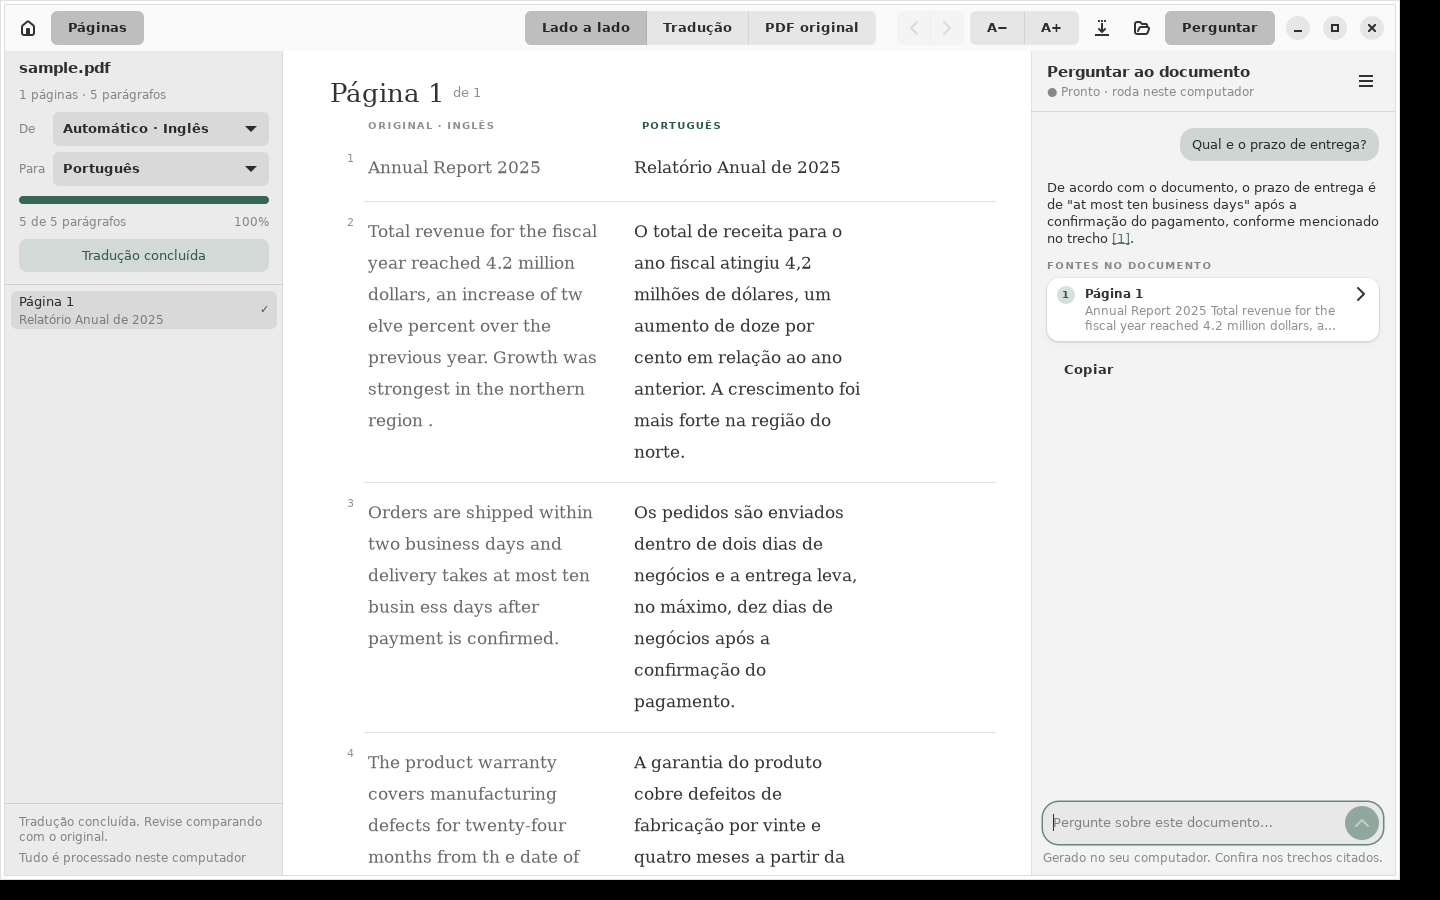 Páginas
Lado a lado
Tradução
PDF original
A−
A+
Perguntar
sample.pdf
1 páginas · 5 parágrafos
De
Automático · Inglês
Para
Português
5 de 5 parágrafos
100%
Tradução concluída
Página 1
Relatório Anual de 2025
✓
Tradução concluída. Revise comparando
com o original.
Tudo é processado neste computador
Página 1 de 1
ORIGINAL · INGLÊS
PORTUGUÊS
1
Annual Report 2025
Relatório Anual de 2025
2
Total revenue for the fiscal
year reached 4.2 million
dollars, an increase of tw
elve percent over the
previous year. Growth was
strongest in the northern
region .
O total de receita para o
ano fiscal atingiu 4,2
milhões de dólares, um
aumento de doze por
cento em relação ao ano
anterior. A crescimento foi
mais forte na região do
norte.
3
Orders are shipped within
two business days and
delivery takes at most ten
busin ess days after
payment is confirmed.
Os pedidos são enviados
dentro de dois dias de
negócios e a entrega leva,
no máximo, dez dias de
negócios após a
confirmação do
pagamento.
4
The product warranty
covers manufacturing
defects for twenty-four
months from th e date of
A garantia do produto
cobre defeitos de
fabricação por vinte e
quatro meses a partir da
Perguntar ao documento
● Pronto · roda neste computador
Qual e o prazo de entrega?
De acordo com o documento, o prazo de entrega é
de "at most ten business days" após a
confirmação do pagamento, conforme mencionado
no trecho [1].
FONTES NO DOCUMENTO
1
Página 1
Annual Report 2025 Total revenue for the
fiscal year reached 4.2 million dollars, a...
Copiar
Pergunte sobre este documento...
Gerado no seu computador. Confira nos trechos citados.